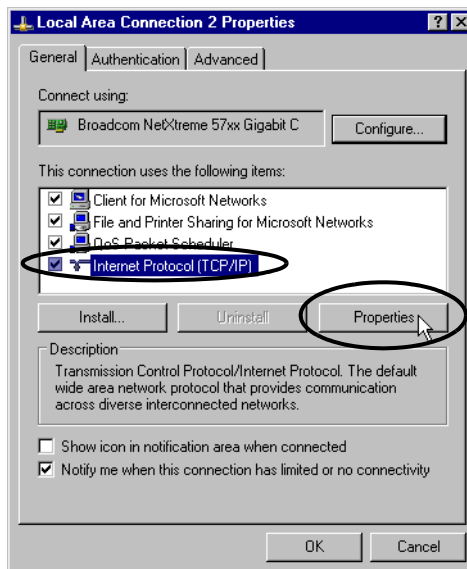 Local Area Connection 2 Properties
General Authentication Advanced
Connect using:
Broadcom NetXtreme 57xx Gigabit C
Configure...
This connection uses the following items:
Client for Microsoft Networks
File and Printer Sharing for Microsoft Networks
QoS Packet Scheduler
Internet Protocol (TCP/IP)
Install... Uninstall Properties
Description
Transmission Control Protocol/Internet Protocol. The default
wide area network protocol that provides communication
across diverse interconnected networks.
Show icon in notification area when connected
Notify me when this connection has limited or no connectivity
OK Cancel